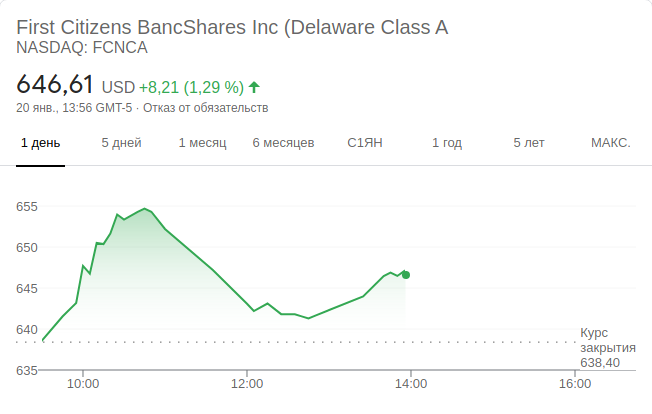 First Citizens BancShares Inc (Delaware Class A
NASDAQ: FCNCA
646,61 USD +8,21 (1,29 %)
20 янв., 13:56 GMT-5 · Отказ от обязательств
1 день 5 дней 1 месяц 6 месяцев С1ЯН 1 год 5 лет МАКС.
655
650
645
640
Курс
закрытия
638,40
635
10:00 12:00 14:00 16:00